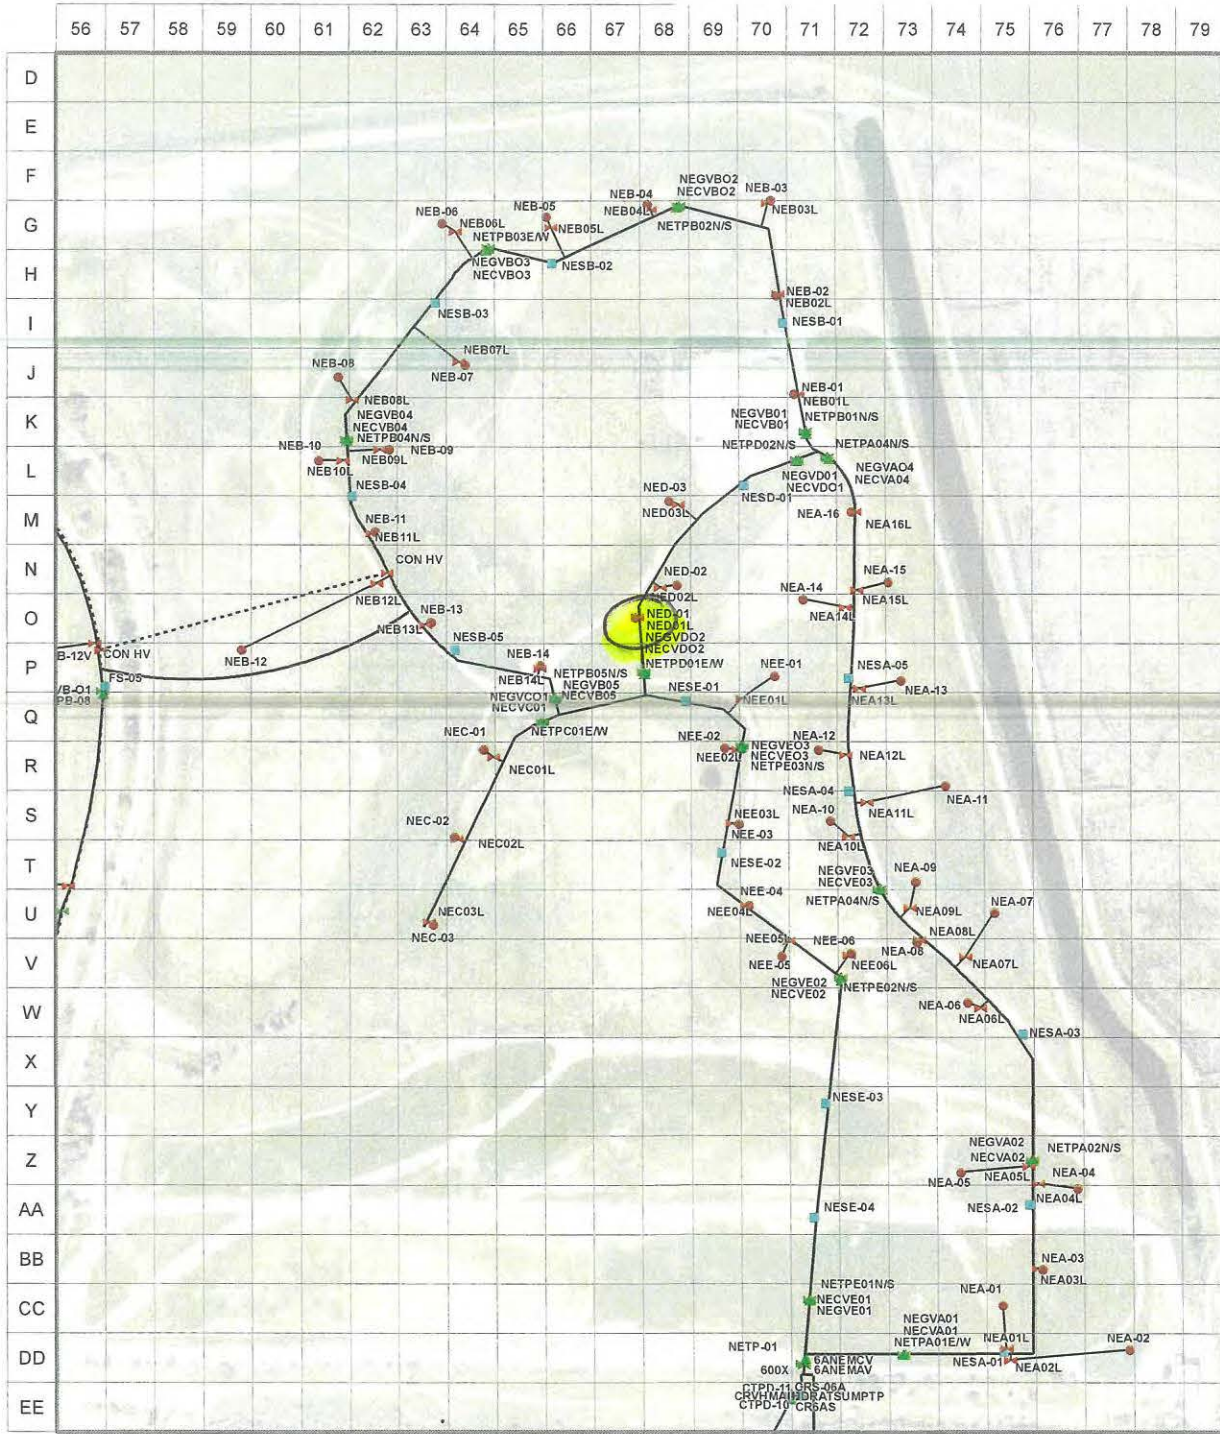 56 57 58 59 60 61 62 63 64 65 66 67 68 69 70 71 72 73 74 75 76 77 78 79
D
E
F
NEGVBO2
NECVBO2
NEB-04
NEB-03
G
NEB-06
NEB-05
NEB04L
NEB03L
NEB06L
NEB05L
NETPB02N/S
NETPB03E/W
H
NEGVBO3
NECVBO3
NESB-02
NEB-02
NEB02L
I
NESB-03
NESB-01
J
NEB-08
NEB07L
NEB-07
NEB-01
NEB01L
K
NEB08L
NEGVB04
NECVB04
NETPB04N/S
NEGVB01
NECVB01
NETPB01N/S
NETPD02N/S
NETPA04N/S
L
NEB-10
NEB-09
NEB09L
NEB10L
NESB-04
NEGVD01
NECVDO1
NEGVAO4
NECVA04
NESD-01
NED-03
M
NED03L
NEB-11
NEB11L
NEA-16
NEA16L
N
CON HV
NEB12L
NED-02
NED02L
NEA-15
NEA-14
NEA15L
O
NEA14L
NEB-13
NEB13L
NED-01
NED01L
NEGVDO2
NECVDO2
NESB-05
P
B-12V
CON HV
NEB-12
NEB-14
NEB14L
NETPB05N/S
NETPD01E/W
NEE-01
NESA-05
NEA-13
FS-05
VB-O1
PB-08
NEGVB05
NECVB05
NEGVCO1
NECVC01
NESE-01
NEE01L
NEA13L
Q
NETPC01E/W
NEC-01
NEE-02
NEA-12
R
NEC01L
NEE02L
NEGVEO3
NECVEO3
NETPE03N/S
NEA12L
NESA-04
NEA-11
S
NEC-02
NEE03L
NEE-03
NEA-10
NEA11L
NEC02L
NEA10L
T
NESE-02
NEA-09
NEGVE03
NECVE03
NETPA04N/S
U
NEE-04
NEE04L
NEA09L
NEA-07
NEC03L
NEC-03
NEA08L
NEA-08
V
NEE05L
NEE-06
NEE-05
NEE06L
NEA07L
NEGVE02
NECVE02
NETPE02N/S
W
NEA-06
NEA06L
NESA-03
X
Y
NESE-03
Z
NEGVA02
NECVA02
NETPA02N/S
NEA05L
NEA-05
NEA-04
NEA04L
AA
NESE-04
NESA-02
BB
NEA-03
NEA03L
NETPE01N/S
NECVE01
NEGVE01
CC
NEA-01
NEGVA01
NECVA01
NETPA01E/W
NEA01L
NEA-02
DD
NETP-01
6ANEMCV
6ANEMAV
600X
NESA-01
NEA02L
EE
CTPD-11
GRS-06A
CTPD-10
CR6AS